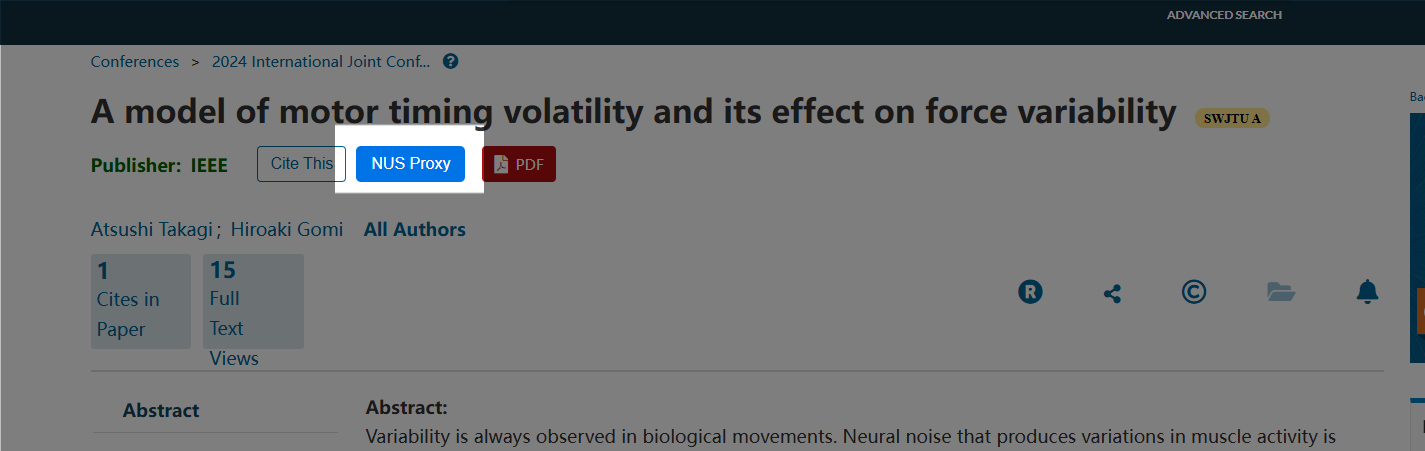 ADVANCED SEARCH
Conferences > 2024 International Joint Conf... ?
A model of motor timing volatility and its effect on force variability SWJTU A
Publisher: IEEE Cite This NUS Proxy PDF
Atsushi Takagi ; Hiroaki Gomi All Authors
1
Cites in
Paper
15
Full
Text
Views
Abstract
Abstract:
Variability is always observed in biological movements. Neural noise that produces variations in muscle activity is